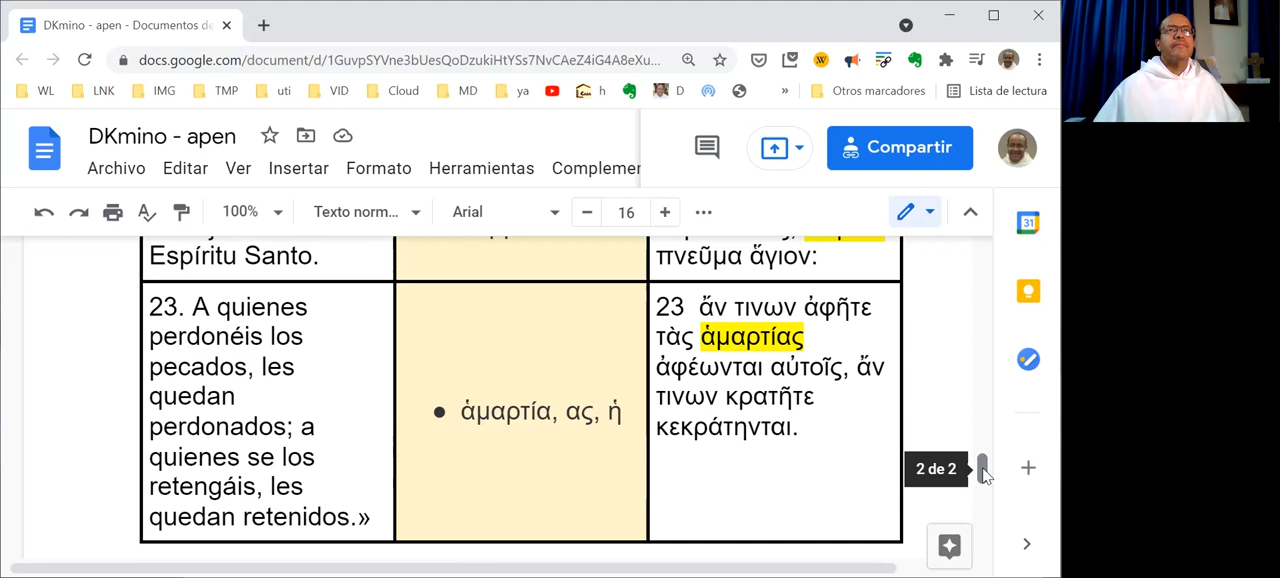 DKmino - apen - Documentos de
docs.google.com/document/d/1GuvpSYVne3bUesQoDzukiHtYSs7NvCAeZ4iG4A8eXu...
WL LNK IMG TMP uti VID Cloud MD ya h D » Otros marcadores Lista de lectura
DKmino - apen
Compartir
Archivo Editar Ver Insertar Formato Herramientas Complemen
100% Texto norm... Arial 16
31
Espíritu Santo.
πνεῦμα ἅγιον:
23. A quienes
perdonéis los
pecados, les
quedan
perdonados; a
quienes se los
retengáis, les
quedan retenidos.»
● ἁμαρτία, ας, ἡ
23 ἄν τινων ἀφῆτε
τὰς ἁμαρτίας
ἀφέωνται αὐτοῖς, ἄν
τινων κρατῆτε
κεκράτηνται.
2 de 2